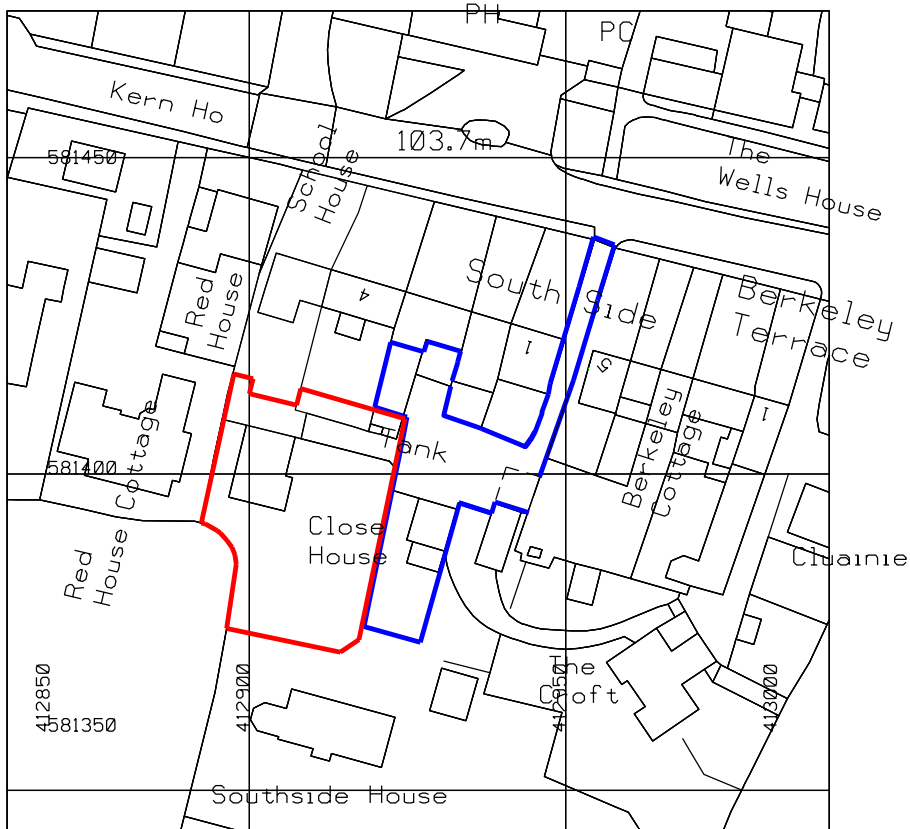 PH
PC
Kern Ho
103.7m
581450
School
House
The
Wells House
South Side
Berkeley
Terrace
Red
House
4
1
5
1
Tank
581400
Berkeley
Cottage
Red
House Cottage
Close
House
Cluainie
The
Croft
412850
412900
412950
413000
581350
Southside House